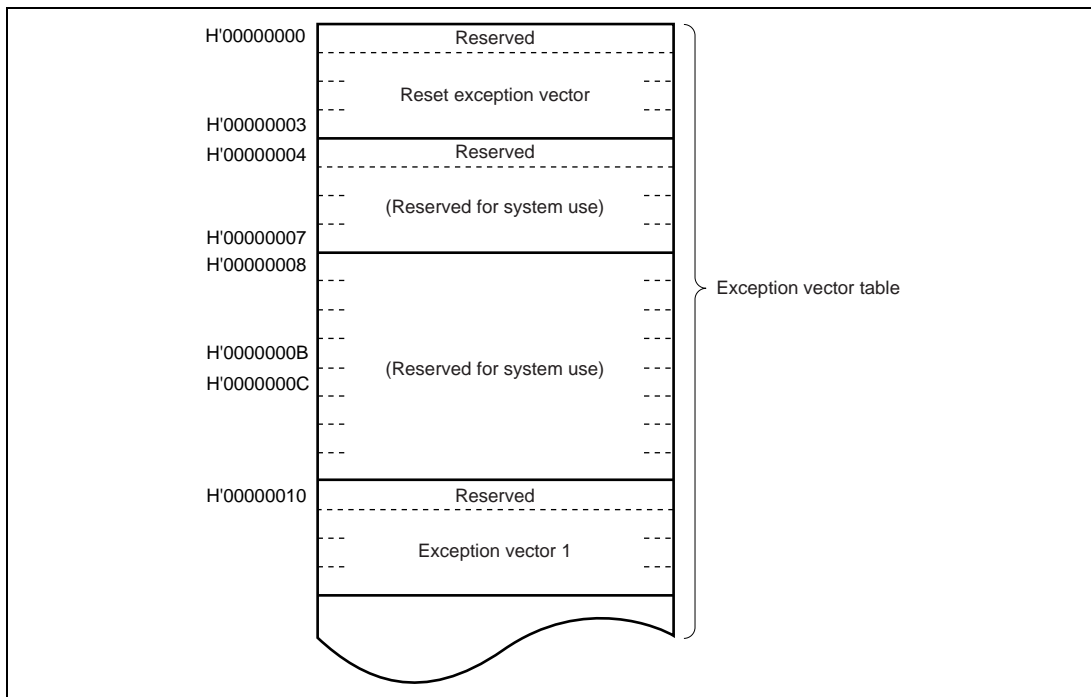 H'00000000
Reserved
Reset exception vector
H'00000003
H'00000004
Reserved
(Reserved for system use)
H'00000007
H'00000008
Exception vector table
H'0000000B
(Reserved for system use)
H'0000000C
H'00000010
Reserved
Exception vector 1